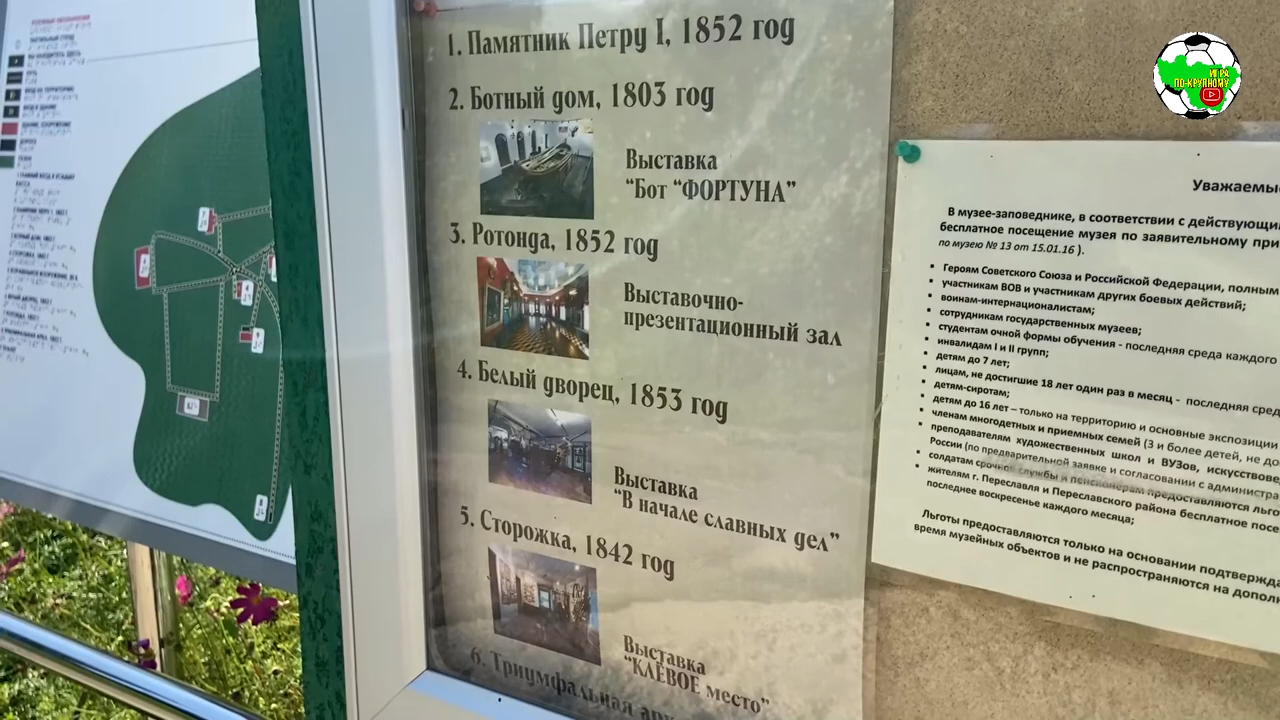 1. Памятник Петру I, 1852 год
2. Ботный дом, 1803 год
Выставка
"Бот "ФОРТУНА"
3. Ротонда, 1852 год
Выставочно-
презентационный зал
4. Белый дворец, 1853 год
Выставка
"В начале славных дел"
5. Сторожка, 1842 год
Выставка
"КЛЁВОЕ место"
6. Триумфальная
ИГРА
ПО-КРУПНОМУ
Уважаемы
В музее-заповеднике, в соответствии с действующи
бесплатное посещение музея по заявительному при
по музею № 13 от 15.01.16 ).
Героям Советского Союза и Российской Федерации, полным
участникам ВОВ и участникам других боевых действий;
воинам-интернационалистам;
сотрудникам государственных музеев;
студентам очной формы обучения - последняя среда каждого
инвалидам I и II групп;
детям до 7 лет;
лицам, не достигшие 18 лет один раз в месяц - последняя сред
детям-сиротам;
детям до 16 лет – только на территорию и основные экспозиции
членам многодетных и приемных семей (3 и более детей, не до
преподавателям художественных школ и ВУЗов, искусствове
России (по предварительной заявке и согласовании с администра
солдатам срочной службы и пенсионерам предоставляются льго
жителям г. Переславля и Переславского района бесплатное посе
последнее воскресенье каждого месяца;
Льготы предоставляются только на основании подтвержда
время музейных объектов и не распространяются на дополн